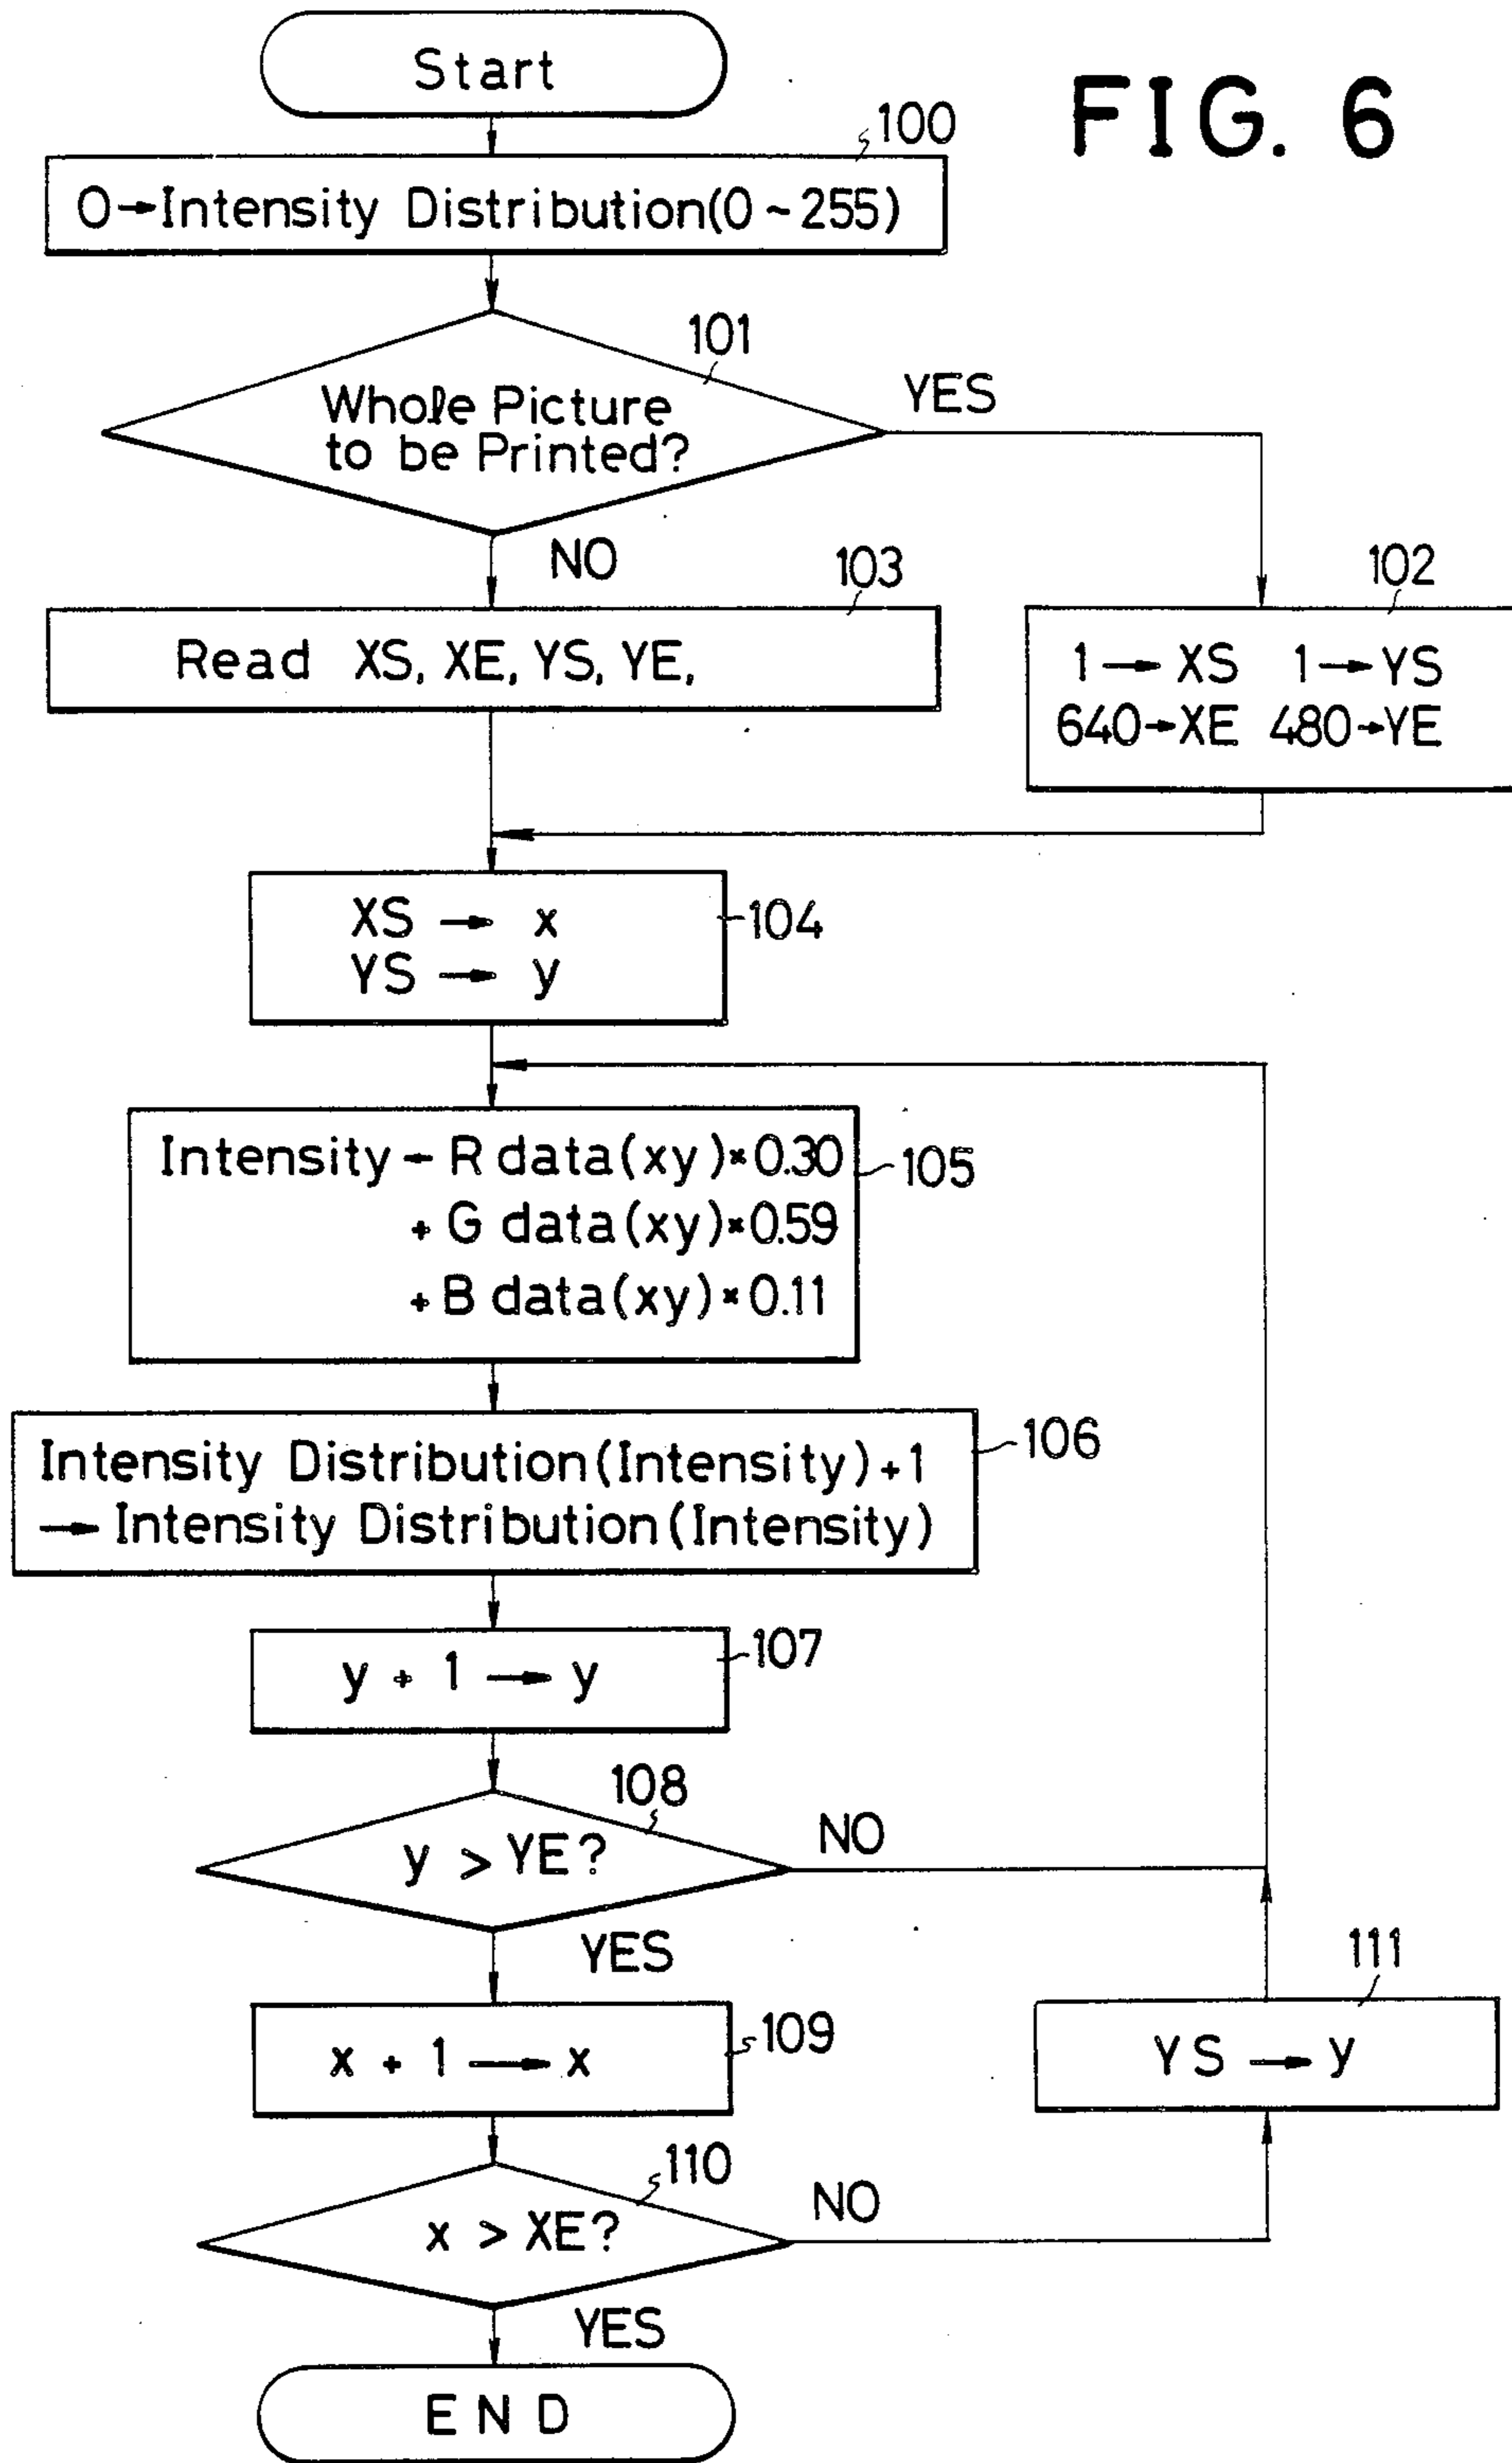 FIG. 6
Start
100
0→Intensity Distribution(0~255)
101
Whole Picture
to be Printed?
YES
NO
103
Read XS, XE, YS, YE,
102
1→XS 1→YS
640→XE 480→YE
XS → x
YS → y
104
Intensity ← R data(xy)×0.30
+ G data(xy)×0.59
+ B data(xy)×0.11
105
Intensity Distribution(Intensity)+1
→ Intensity Distribution(Intensity)
106
y + 1 → y
107
108
y > YE?
NO
YES
x + 1 → x
109
111
YS → y
110
x > XE?
NO
YES
END